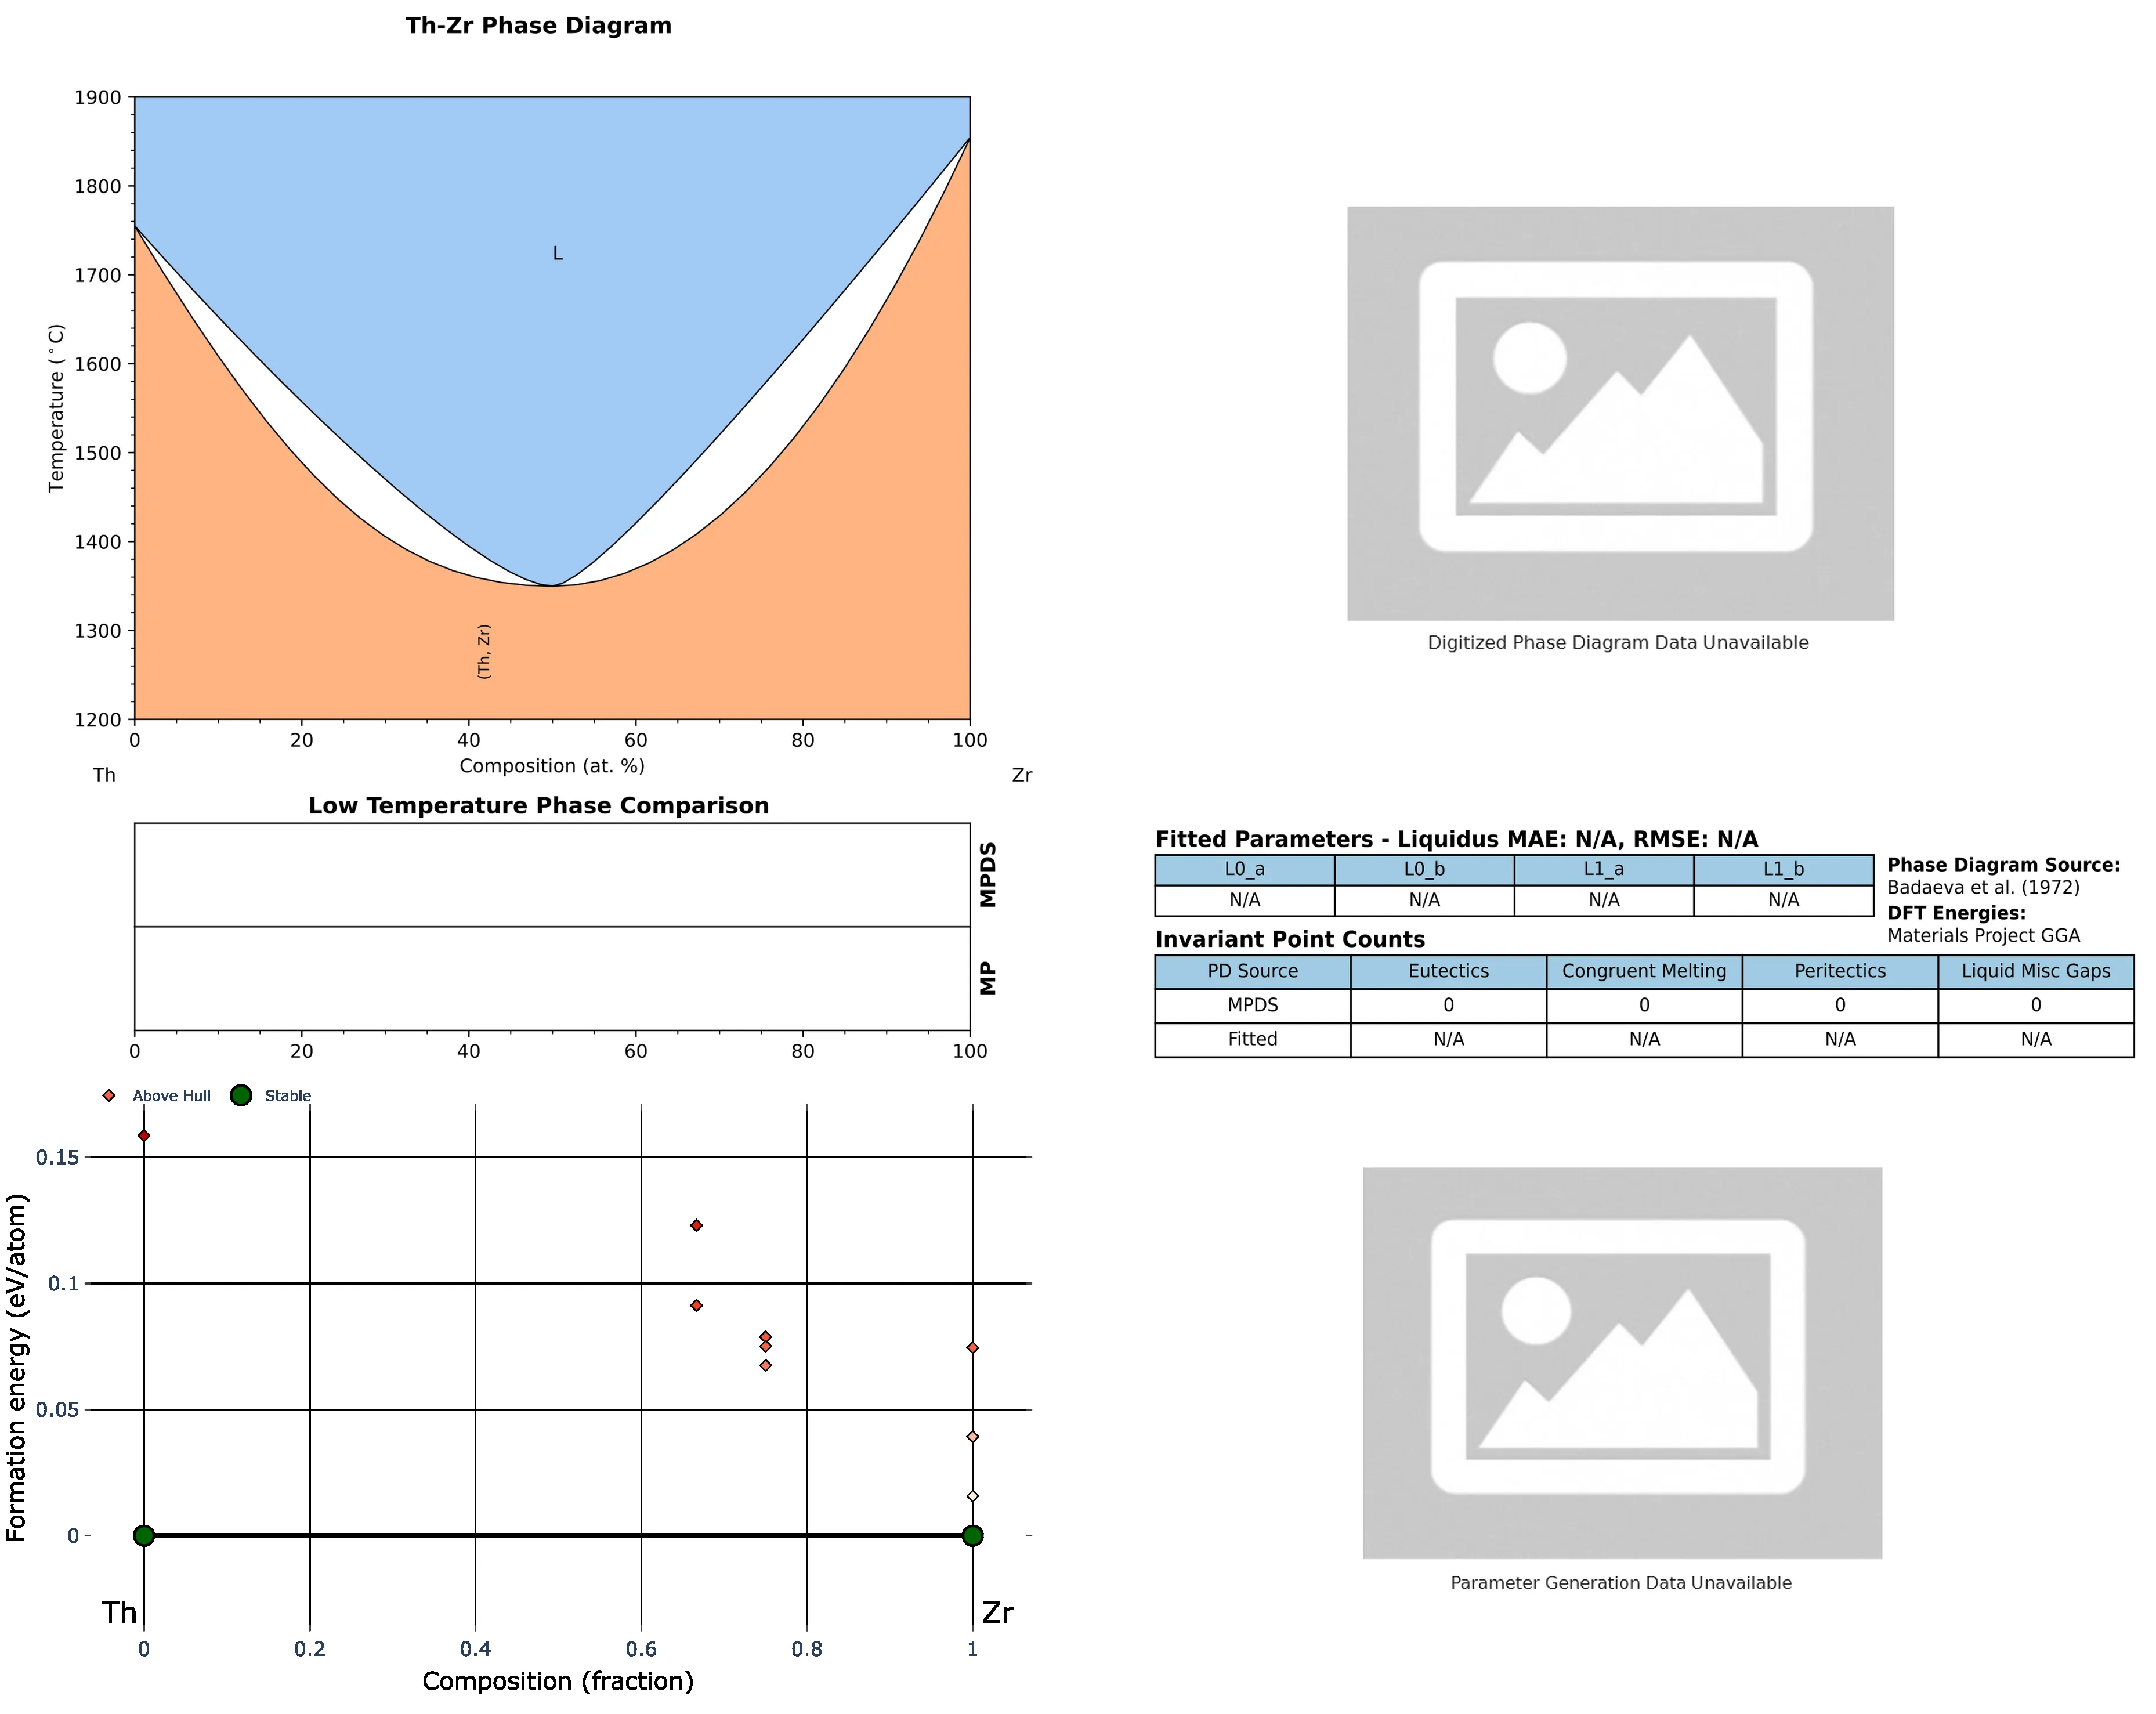 Th-Zr Phase Diagram
1900
1800
1700
1600
1500
1400
1300
1200
Temperature (°C)
L
(Th, Zr)
0 20 40 60 80 100
Composition (at. %)
Th Zr
Digitized Phase Diagram Data Unavailable
Low Temperature Phase Comparison
MPDS
MP
0 20 40 60 80 100
Fitted Parameters - Liquidus MAE: N/A, RMSE: N/A
L0_a L0_b L1_a L1_b
N/A N/A N/A N/A
Phase Diagram Source:
Badaeva et al. (1972)
DFT Energies:
Materials Project GGA
Invariant Point Counts
PD Source Eutectics Congruent Melting Peritectics Liquid Misc Gaps
MPDS 0 0 0 0
Fitted N/A N/A N/A N/A
Above Hull Stable
0.15
0.1
0.05
0
Formation energy (eV/atom)
Th Zr
0 0.2 0.4 0.6 0.8 1
Composition (fraction)
Parameter Generation Data Unavailable